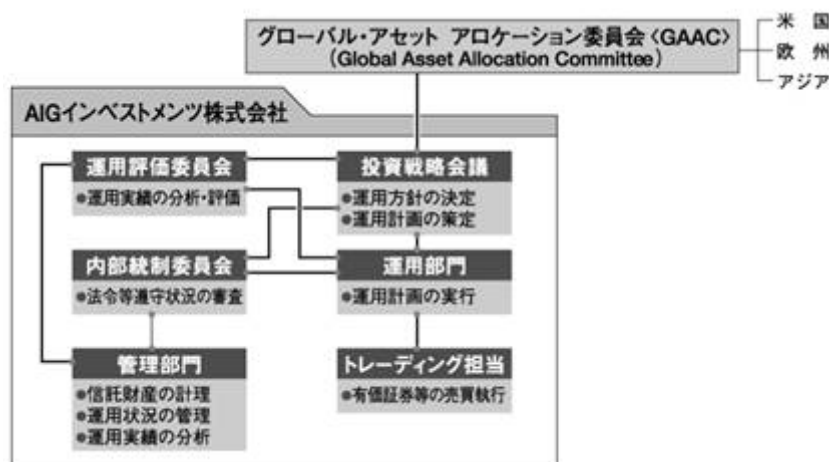 グローバル・アセット アロケーション委員会〈GAAC〉
(Global Asset Allocation Committee)
米 国
欧 州
アジア
AIGインベストメンツ株式会社
運用評価委員会
●運用実績の分析・評価
投資戦略会議
●運用方針の決定
●運用計画の策定
内部統制委員会
●法令等遵守状況の審査
運用部門
●運用計画の実行
管理部門
●信託財産の計理
●運用状況の管理
●運用実績の分析
トレーディング担当
●有価証券等の売買執行